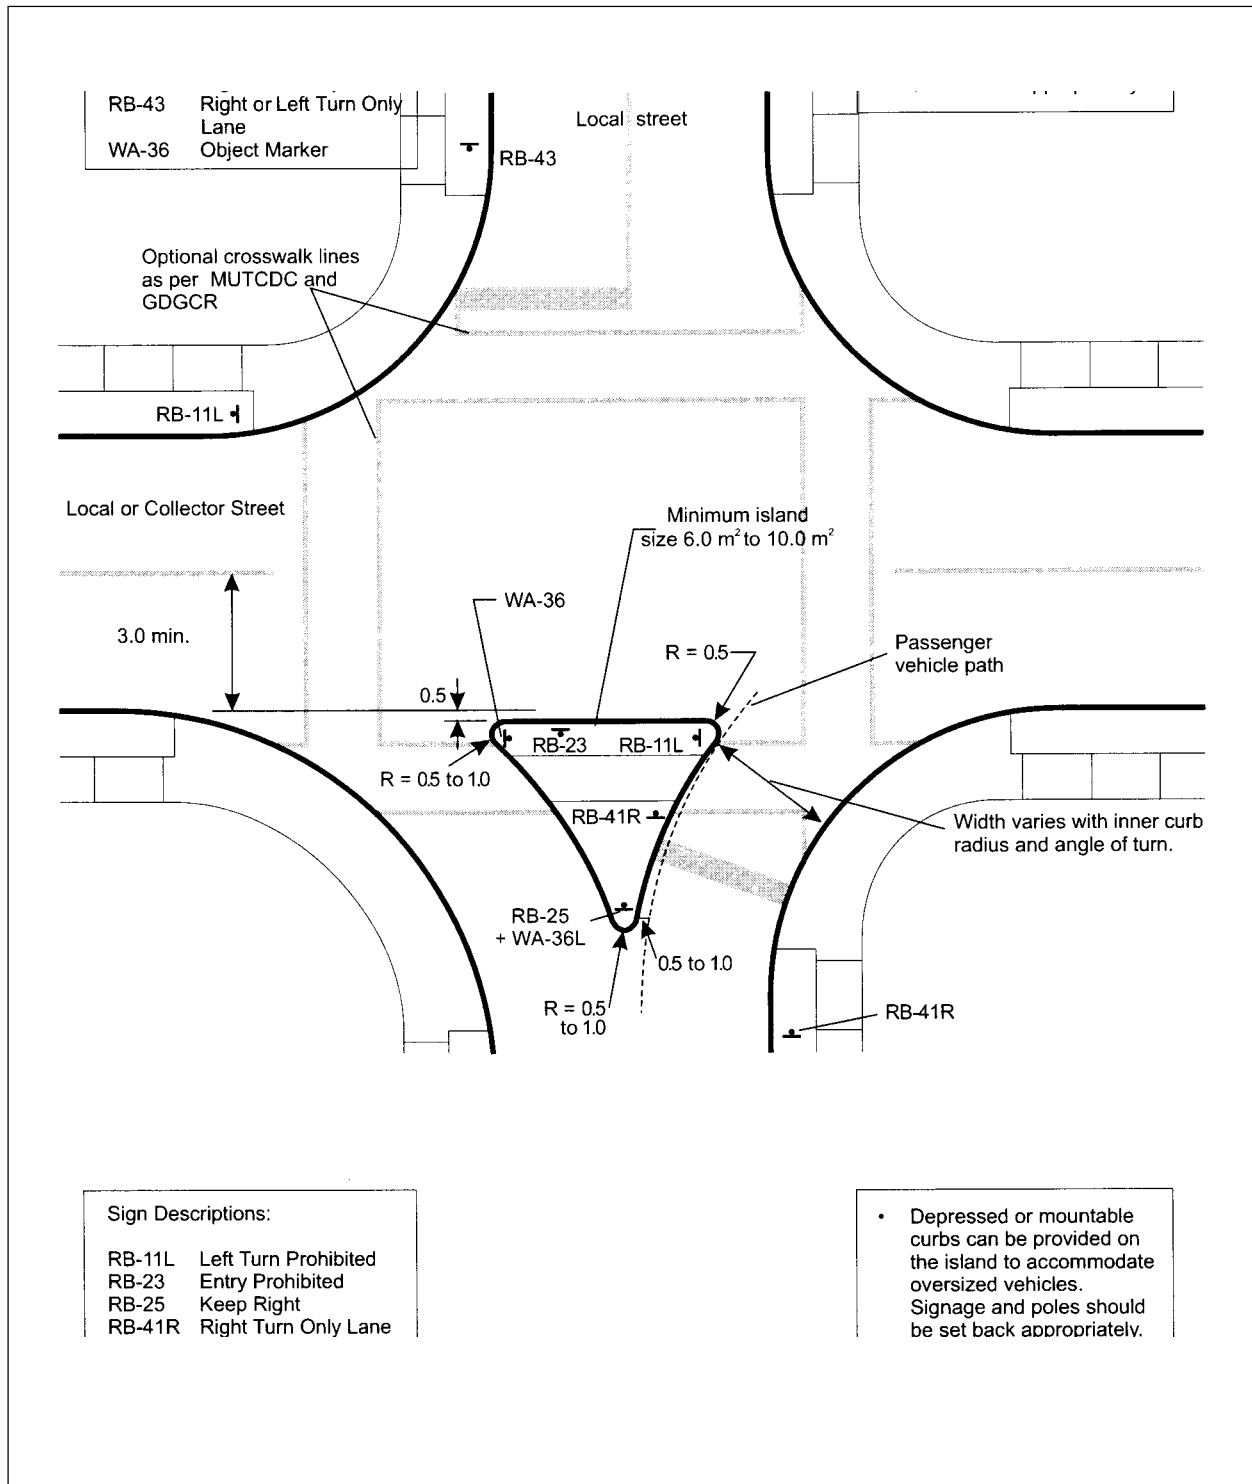 RB-43 Right or Left Turn Only
Lane
WA-36 Object Marker
Local street
RB-43
Optional crosswalk lines
as per MUTCDC and
GDGCR
RB-11L
Local or Collector Street
Minimum island
size 6.0 m² to 10.0 m²
WA-36
3.0 min.
R = 0.5
Passenger
vehicle path
0.5
RB-23
RB-11L
R = 0.5 to 1.0
RB-41R
Width varies with inner curb
radius and angle of turn.
RB-25
+ WA-36L
0.5 to 1.0
R = 0.5
to 1.0
RB-41R
Sign Descriptions:
RB-11L Left Turn Prohibited
RB-23 Entry Prohibited
RB-25 Keep Right
RB-41R Right Turn Only Lane
• Depressed or mountable
curbs can be provided on
the island to accommodate
oversized vehicles.
Signage and poles should
be set back appropriately.